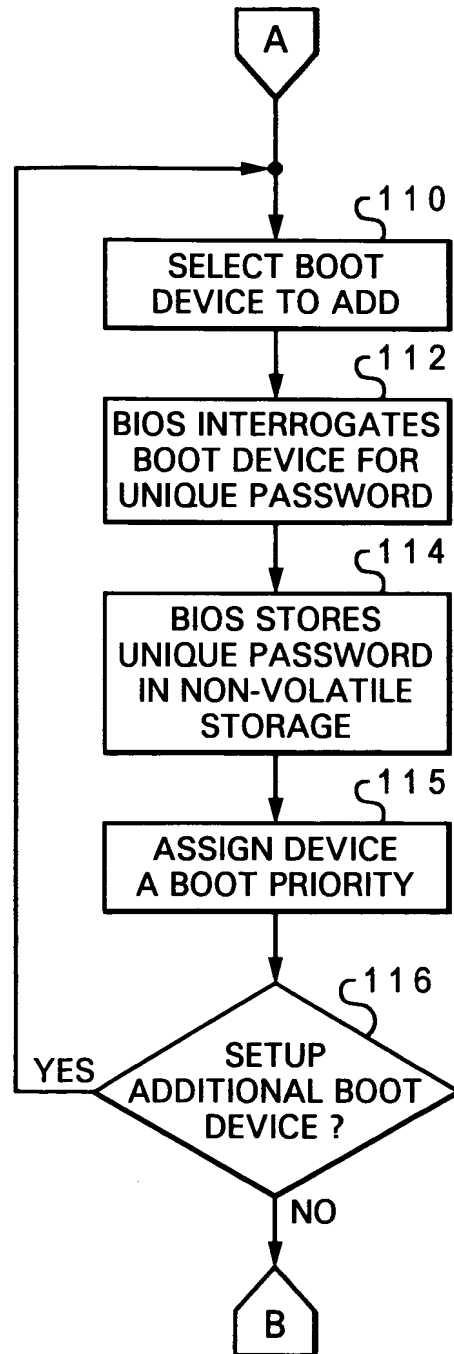 A
110
SELECT BOOT
DEVICE TO ADD
112
BIOS INTERROGATES
BOOT DEVICE FOR
UNIQUE PASSWORD
114
BIOS STORES
UNIQUE PASSWORD
IN NON-VOLATILE
STORAGE
115
ASSIGN DEVICE
A BOOT PRIORITY
116
SETUP
ADDITIONAL BOOT
DEVICE ?
YES
NO
B